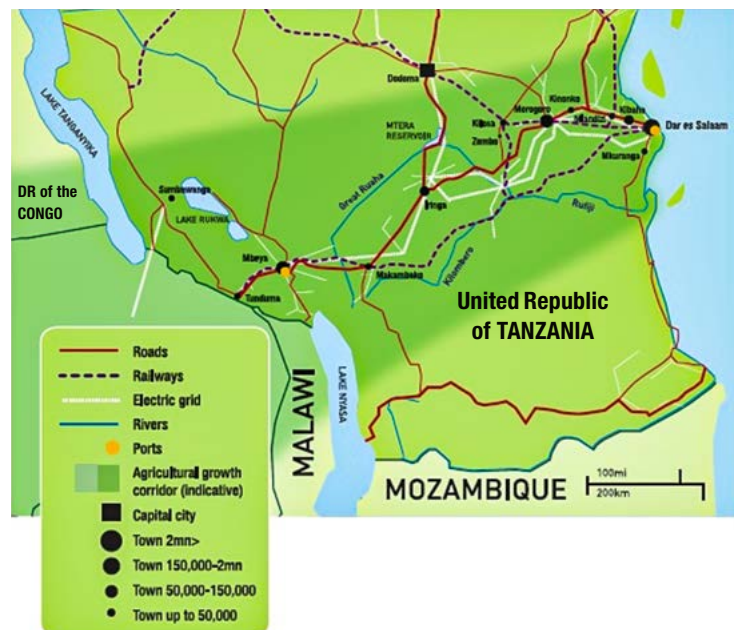 Dodoma
Kinanka
Morogoro
Kibaha
Dar es Salaam
Mkuranga
MTERA
RESERVOIR
LAKE TANGANYIKA
DR of the
CONGO
Sumbawanga
LAKE RUKWA
Great Ruaha
Iringa
Rufiji
Kilombero
Mbeya
Makambako
Tunduma
United Republic
of TANZANIA
MALAWI
LAKE NYASA
MOZAMBIQUE
100mi
200km
Roads
Railways
Electric grid
Rivers
Ports
Agricultural growth
corridor (indicative)
Capital city
Town 2mn>
Town 150,000–2mn
Town 50,000-150,000
Town up to 50,000